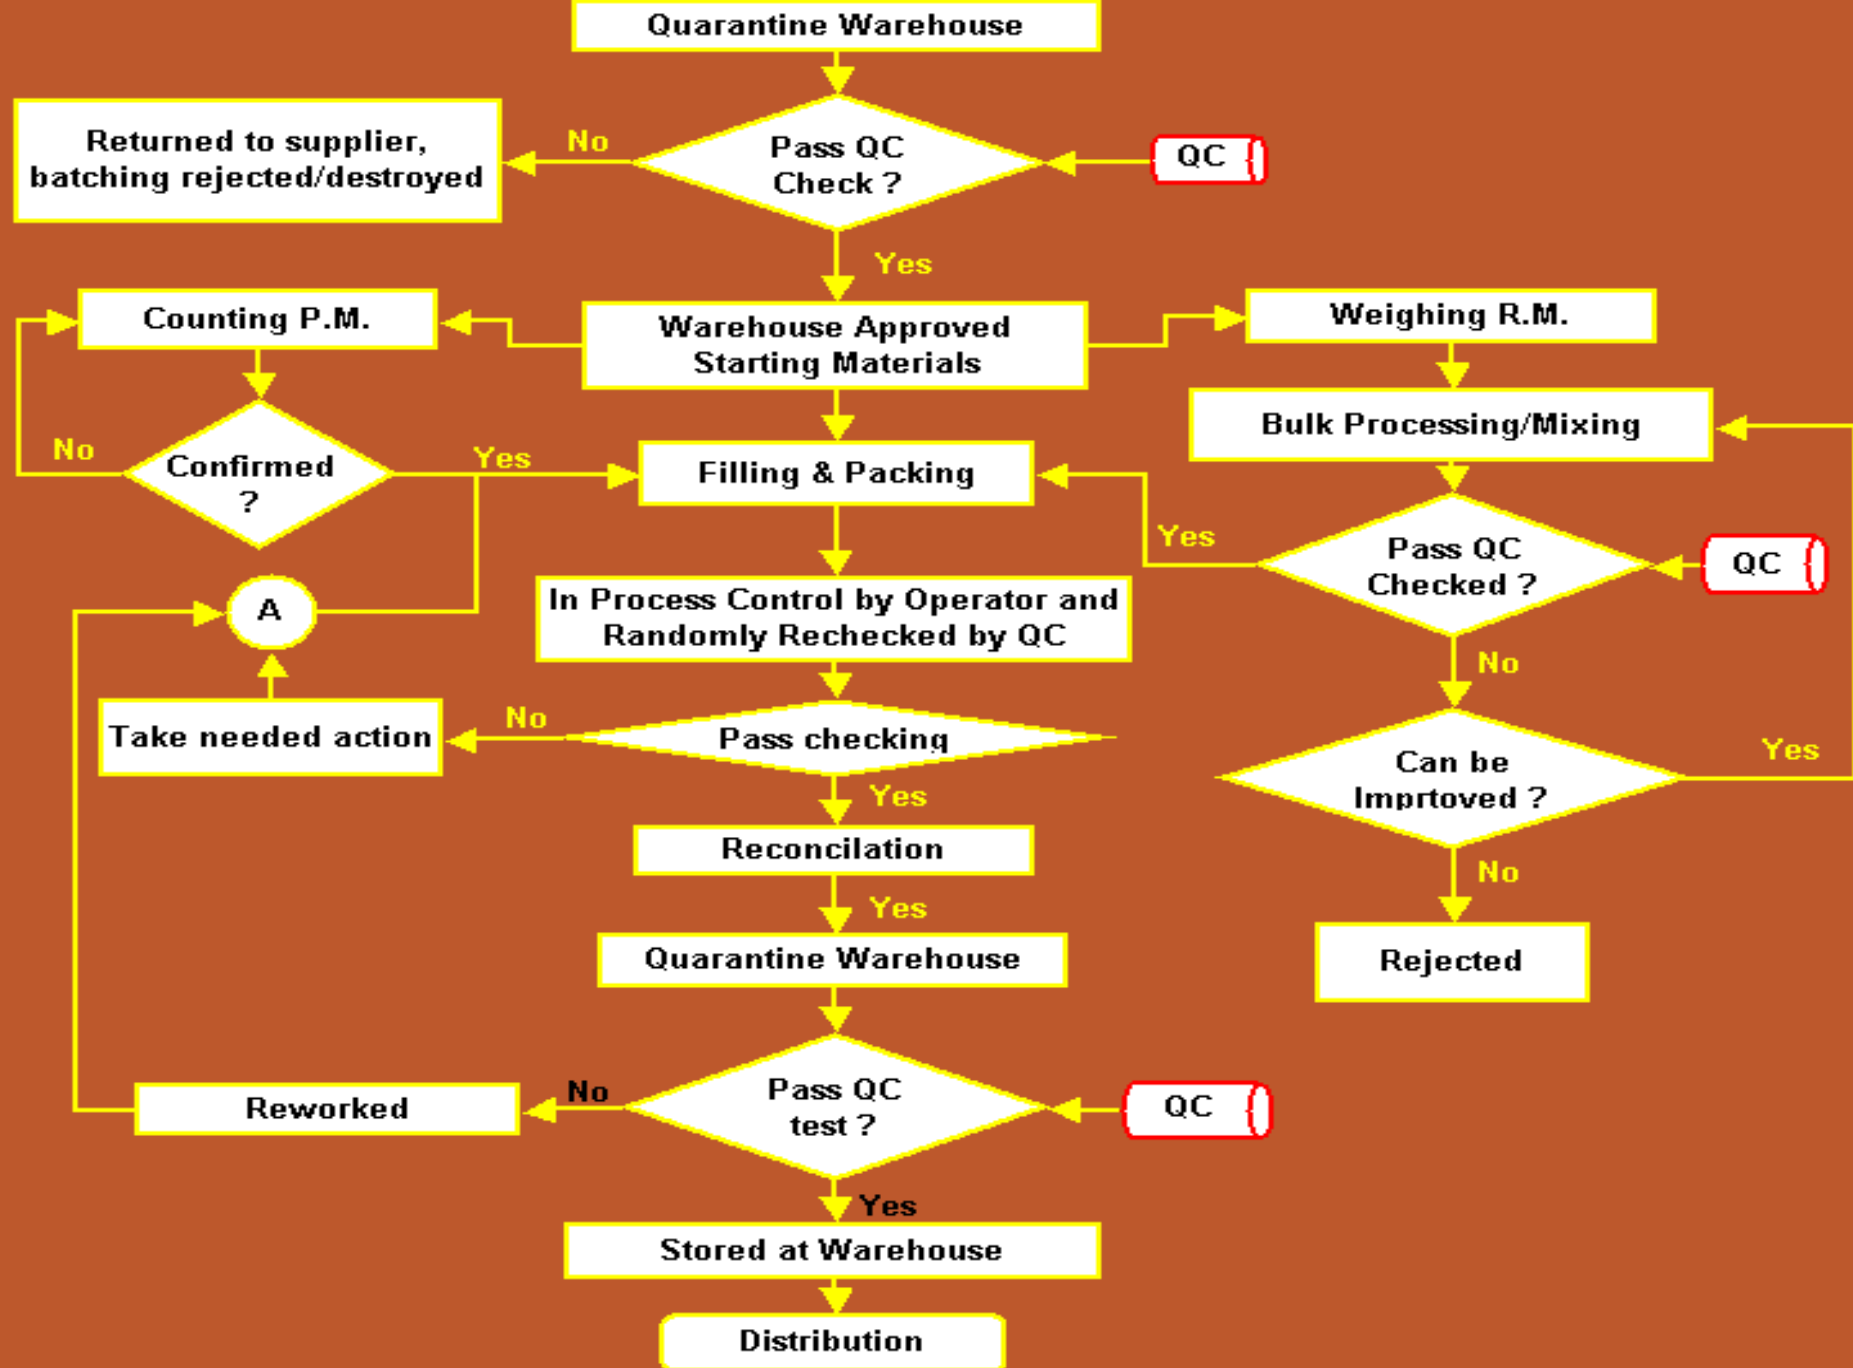 Quarantine Warehouse
Returned to supplier,
batching rejected/destroyed
No
Pass QC
Check ?
QC
Yes
Counting P.M.
Warehouse Approved
Starting Materials
Weighing R.M.
Bulk Processing/Mixing
No
Confirmed
?
Yes
Filling & Packing
Yes
Pass QC
Checked ?
QC
A
In Process Control by Operator and
Randomly Rechecked by QC
No
Take needed action
No
Pass checking
Can be
Imprtoved ?
Yes
Yes
Reconcilation
No
Yes
Quarantine Warehouse
Rejected
Reworked
No
Pass QC
test ?
QC
Yes
Stored at Warehouse
Distribution